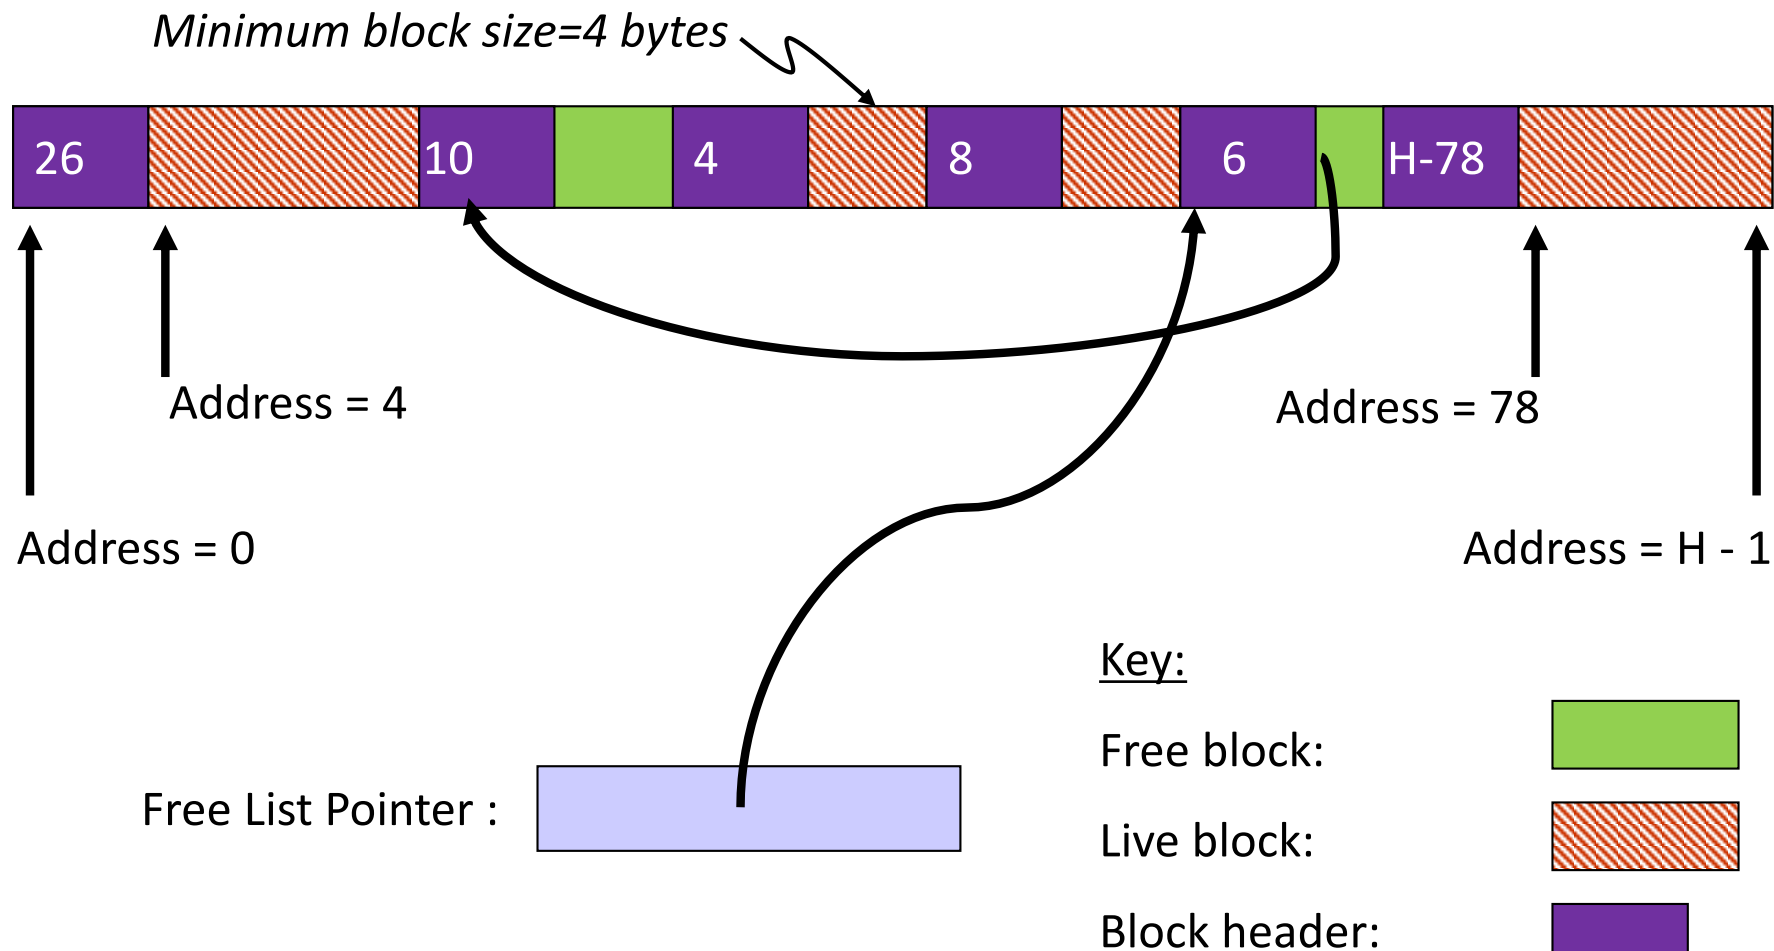 Minimum block size=4 bytes
26 10 4 8 6 H-78
Address = 4
Address = 78
Address = 0
Address = H - 1
Key:
Free block:
Free List Pointer :
Live block:
Block header: